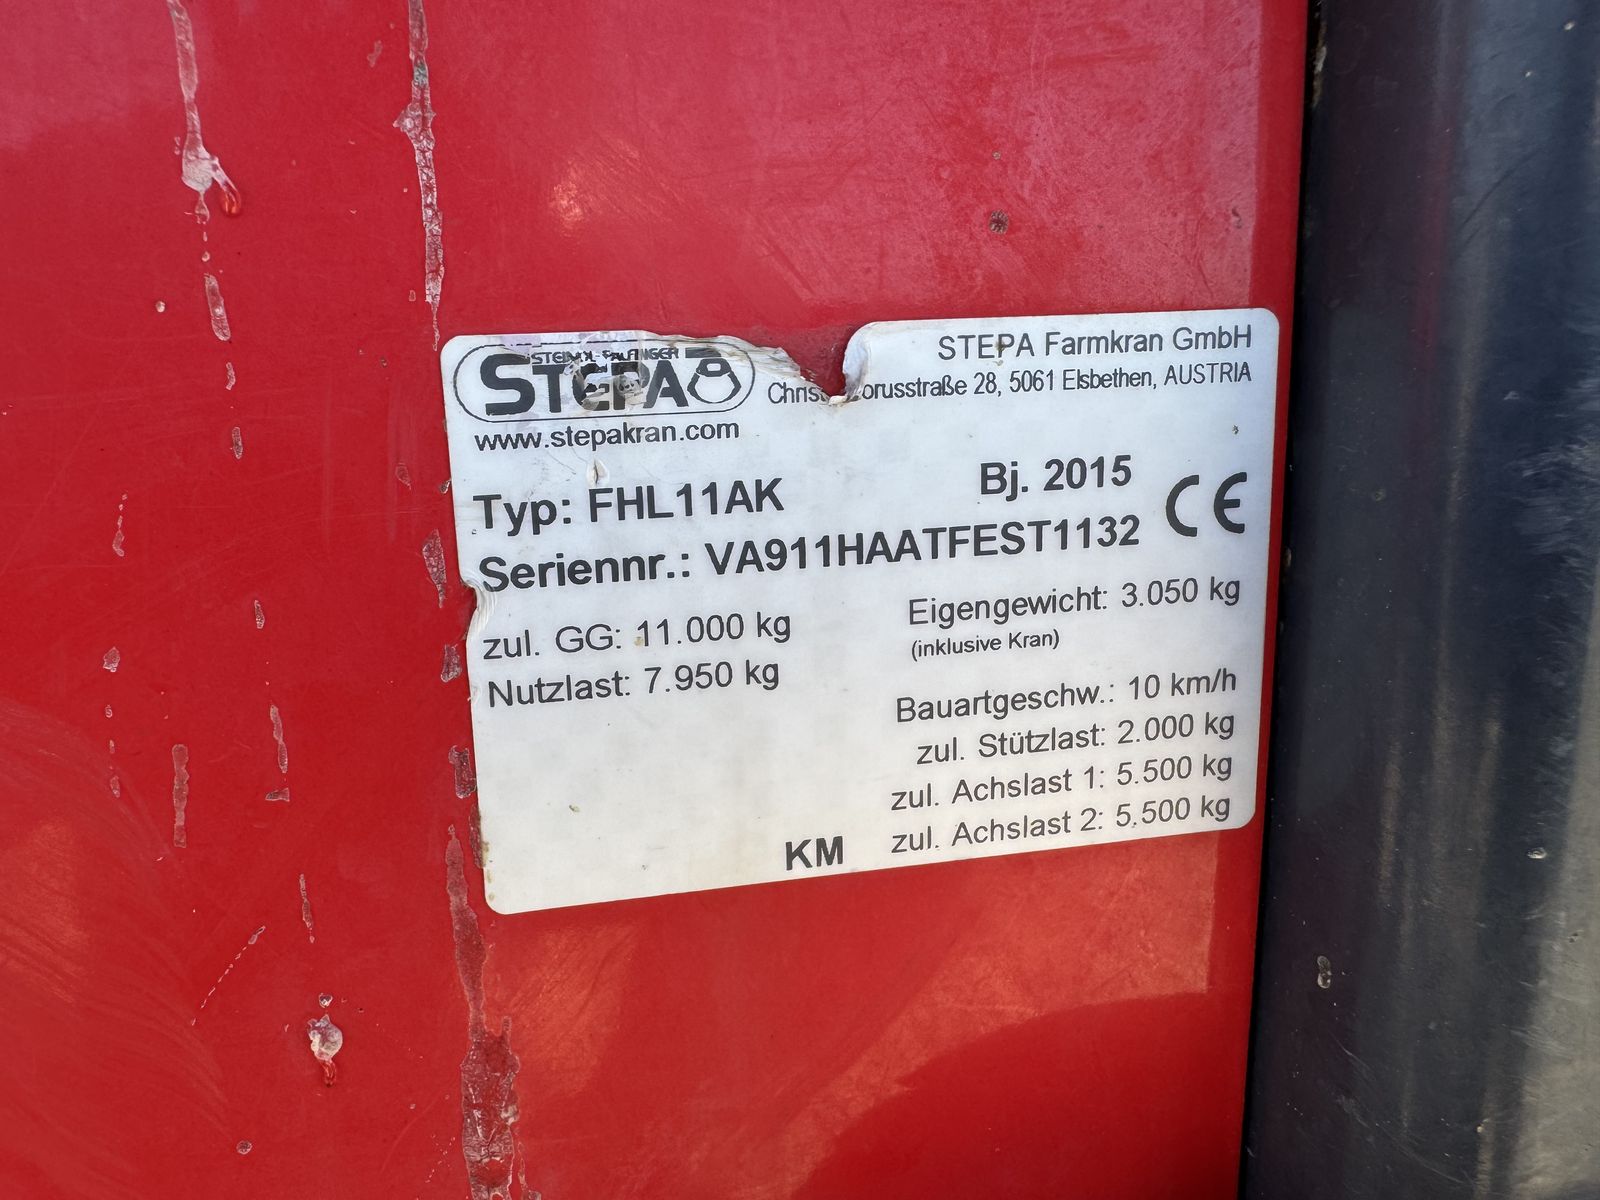 STEPA
www.stepakran.com
STEPA Farmkran GmbH
28, 5061 Elsbethen, AUSTRIA
Typ: FHL11AK
Bj. 2015
CE
Seriennr.: VA911HAATFEST1132
zul. GG: 11.000 kg
Nutzlast: 7.950 kg
Eigengewicht: 3.050 kg
(inklusive Kran)
Bauartgeschw.: 10 km/h
zul. Stützlast: 2.000 kg
zul. Achslast 1: 5.500 kg
zul. Achslast 2: 5.500 kg
KM